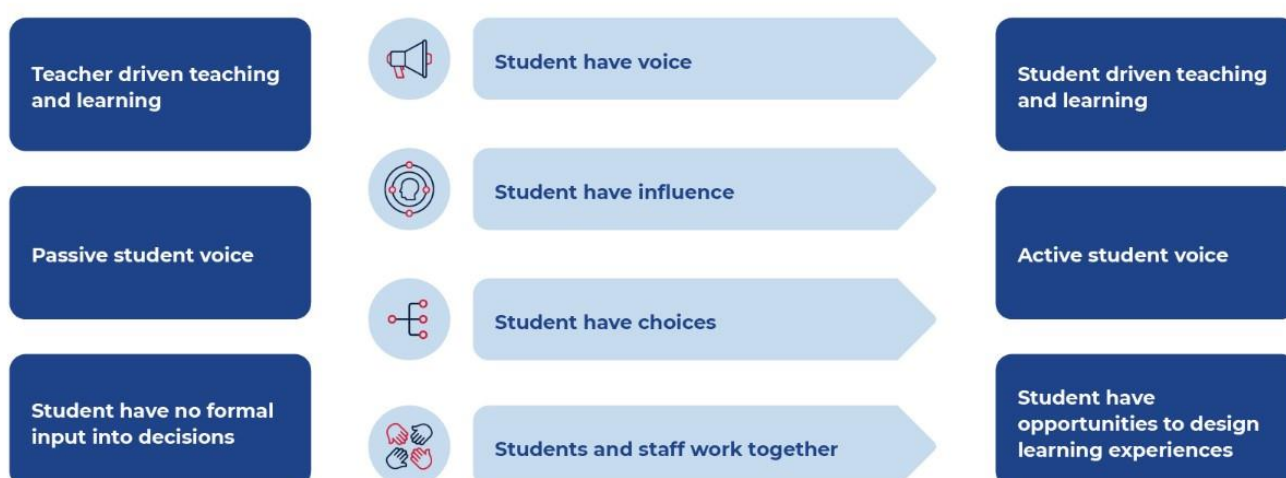 Teacher driven teaching
and learning
Passive student voice
Student have no formal
input into decisions
Student have voice
Student have influence
Student have choices
Students and staff work together
Student driven teaching
and learning
Active student voice
Student have
opportunities to design
learning experiences